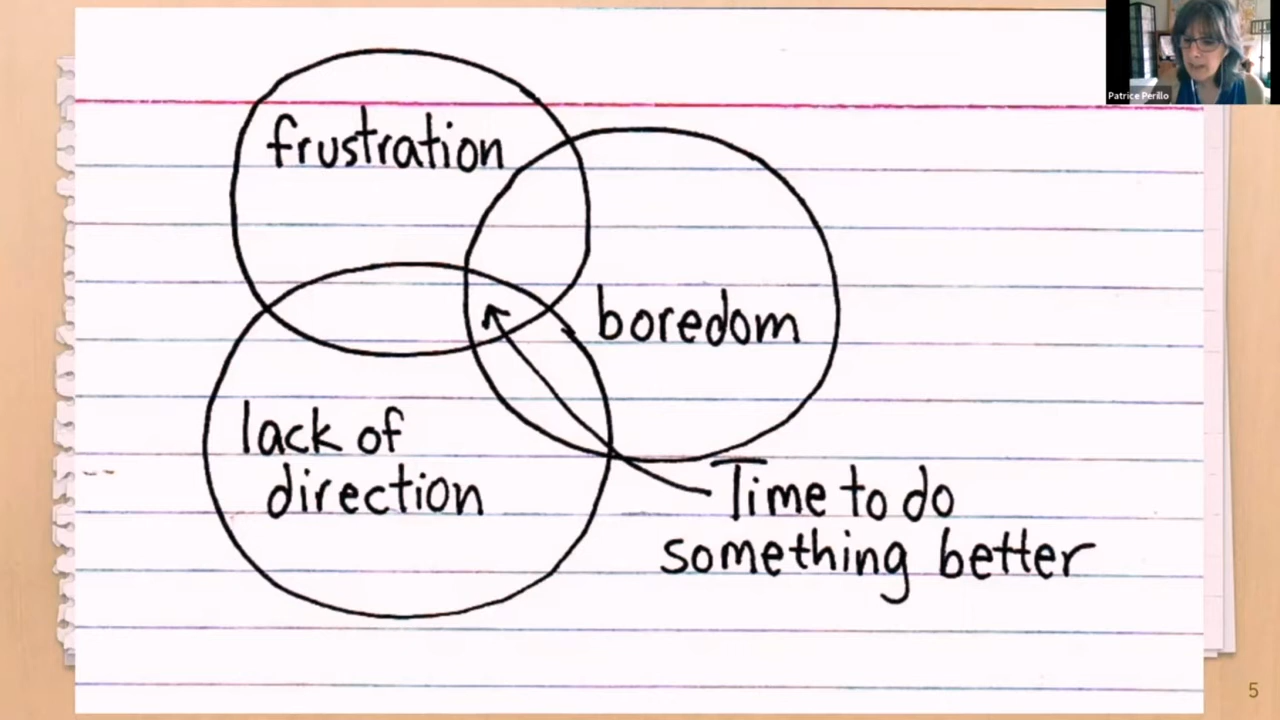 Patrice Perillo
frustration
boredom
lack of
direction
Time to do
something better
5